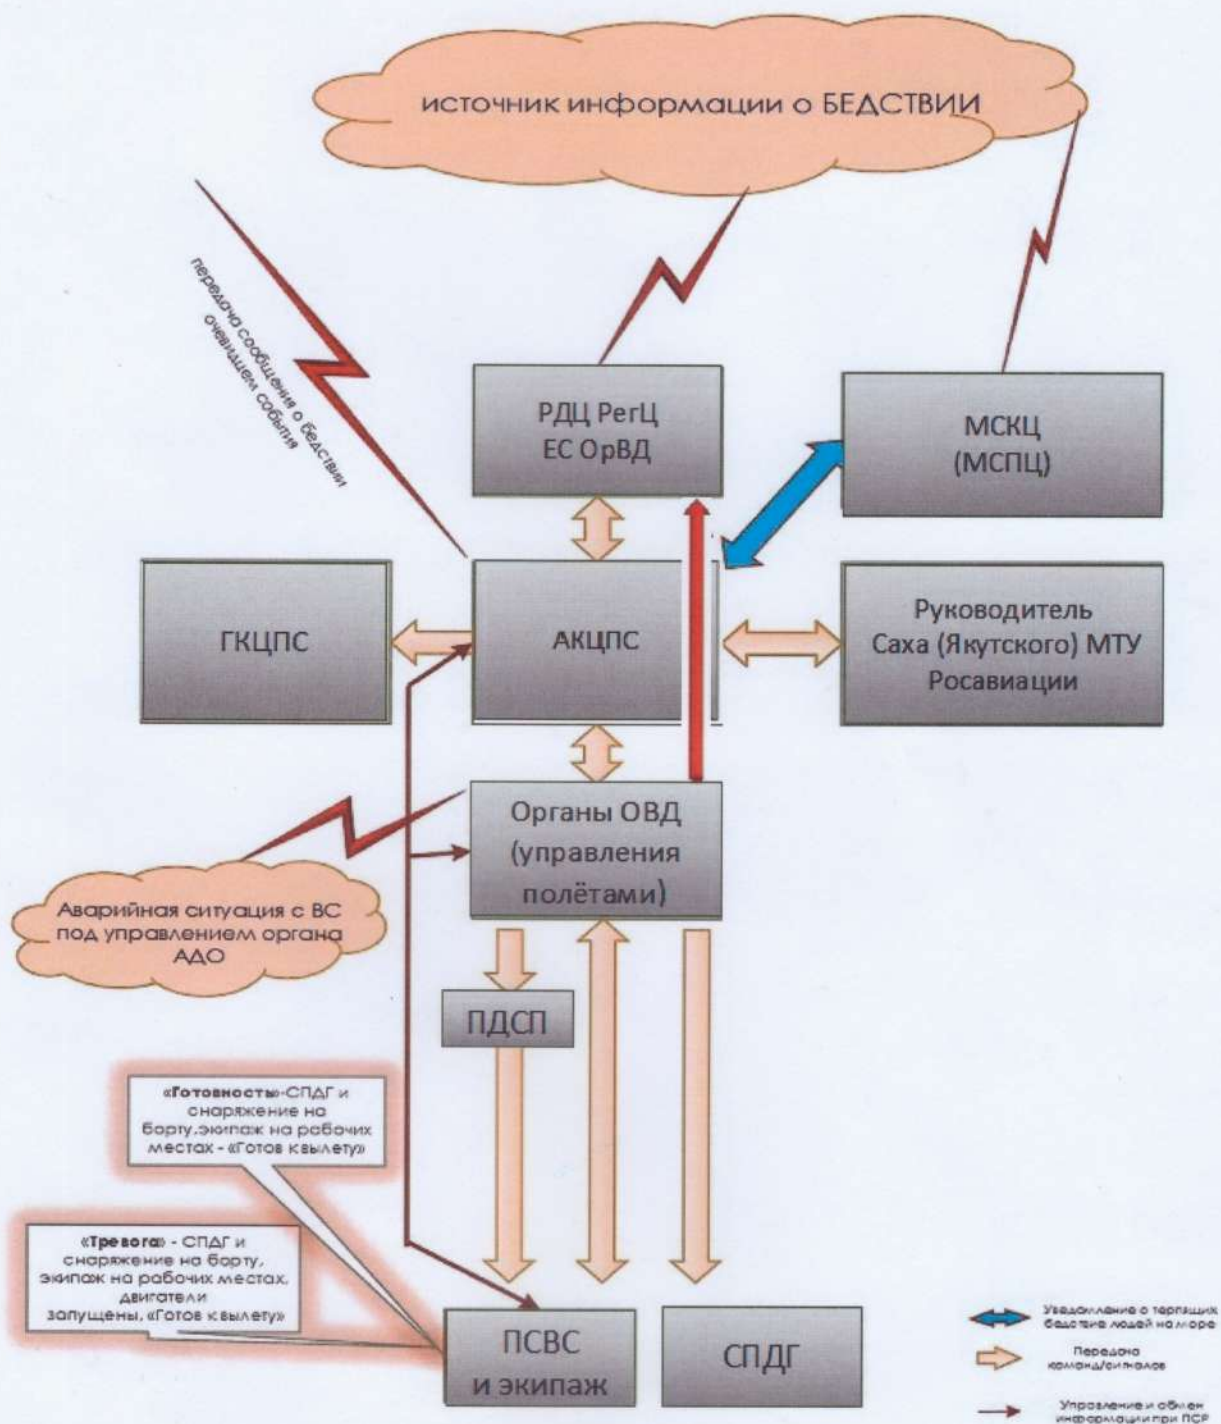 источник информации о БЕДСТВИИ
передача сообщения о бедствии
очевидцем события
РДЦ РегЦ
ЕС ОрВД
МСКЦ
(МСПЦ)
ГКЦПС
АКЦПС
Руководитель
Саха (Якутского) МТУ
Росавиации
Органы ОВД
(управления
полётами)
Аварийная ситуация с ВС
под управлением органа
АДО
ПДСП
«Готовность»-СПДГ и
снаряжение на
борту,экипаж на рабочих
местах - «Готов к вылету»
«Тревога» - СПДГ и
снаряжение на борту,
экипаж на рабочих местах,
двигатели
запущены, «Готов к вылету»
ПСВС
и экипаж
СПДГ
Уведомление о терпящих
бедствие людей на море
Передача
команд/сигналов
Управление и обмен
информации при ПСР